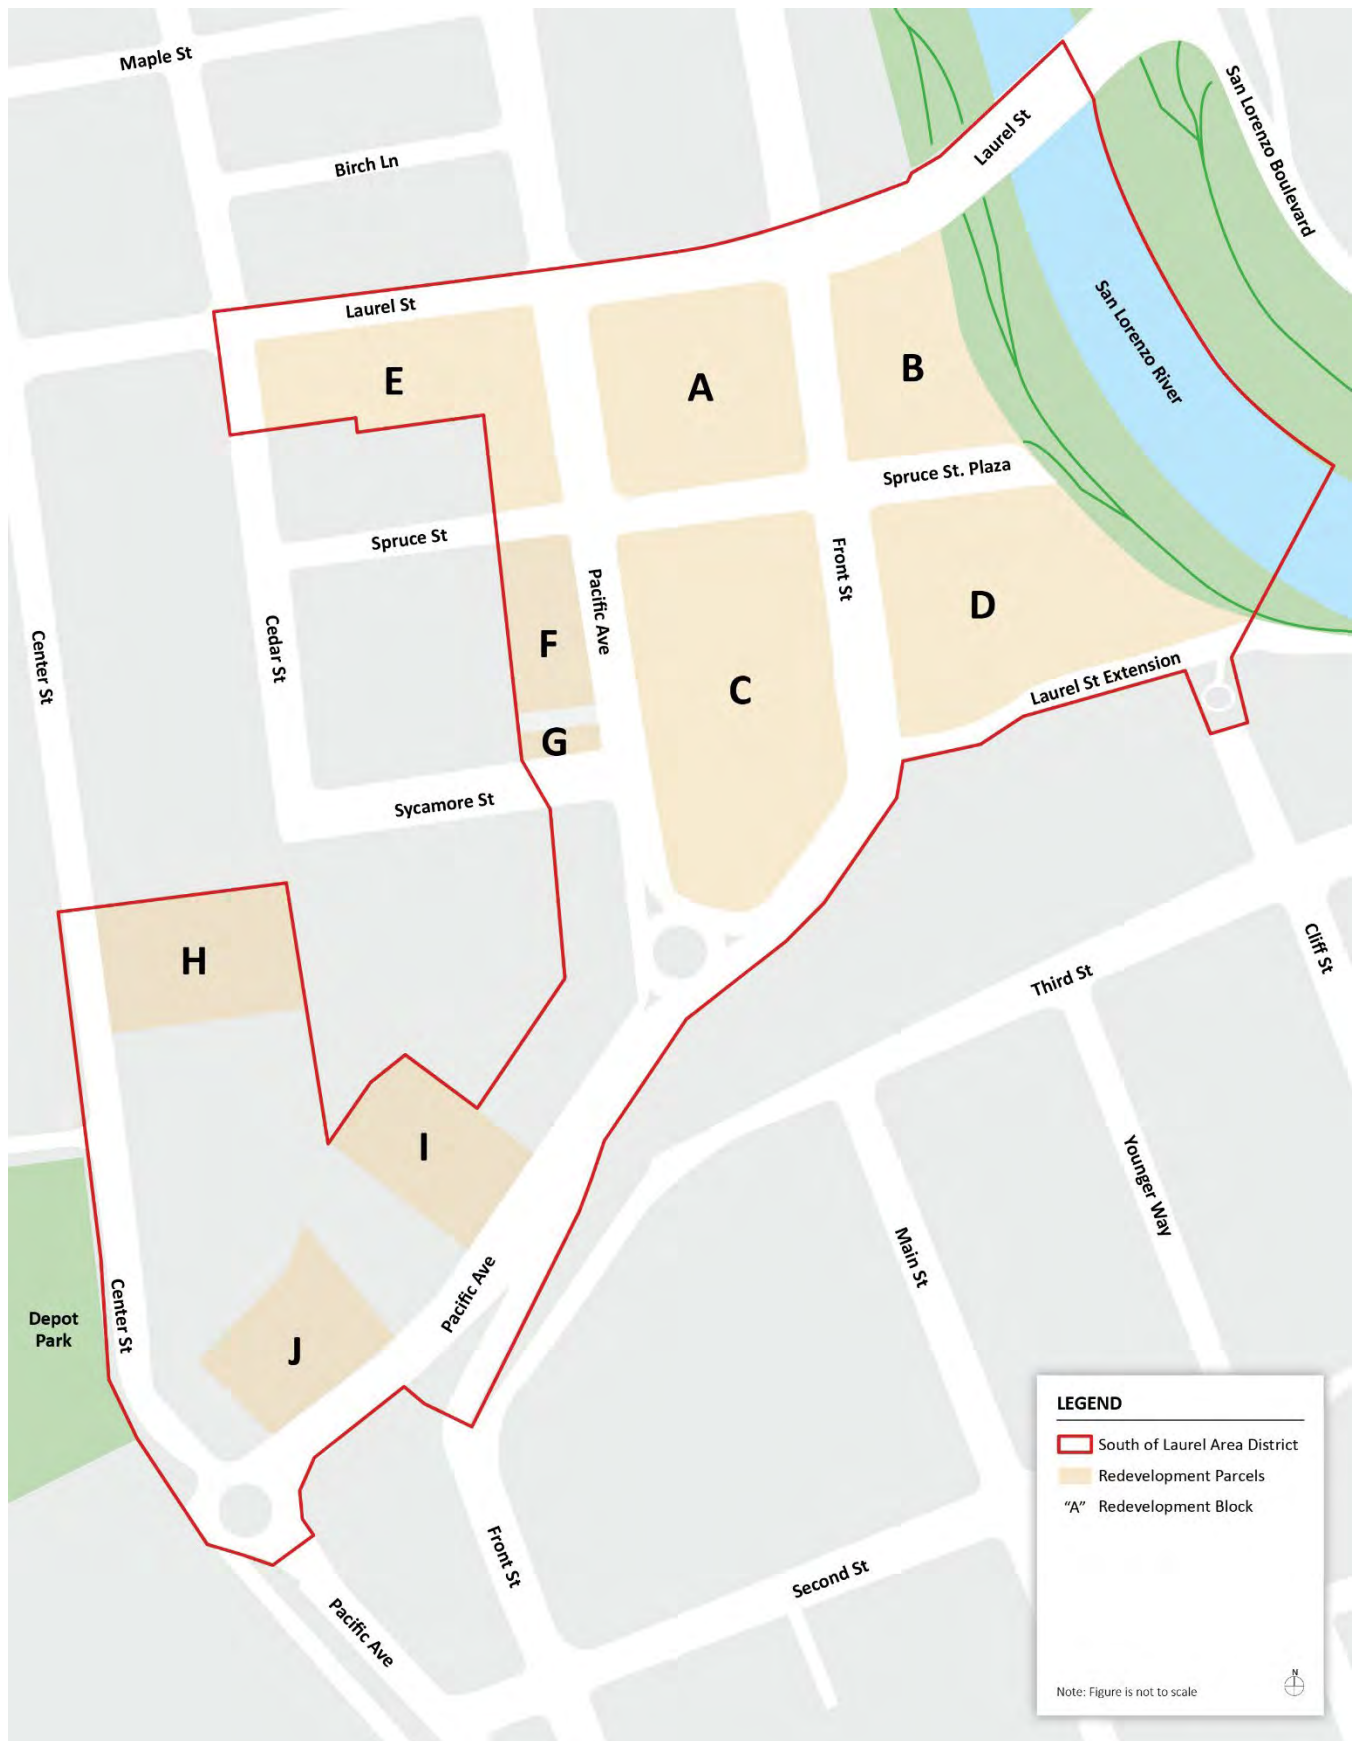 Maple St
Birch Ln
Laurel St
San Lorenzo Boulevard
Laurel St
San Lorenzo River
E
A
B
Spruce St. Plaza
Spruce St
Front St
Pacific Ave
D
Center St
Cedar St
F
Laurel St Extension
C
G
Sycamore St
H
Cliff St
Third St
I
Younger Way
Main St
Pacific Ave
Center St
Depot
Park
J
Front St
Second St
Pacific Ave
LEGEND
South of Laurel Area District
Redevelopment Parcels
“A” Redevelopment Block
N
Note: Figure is not to scale